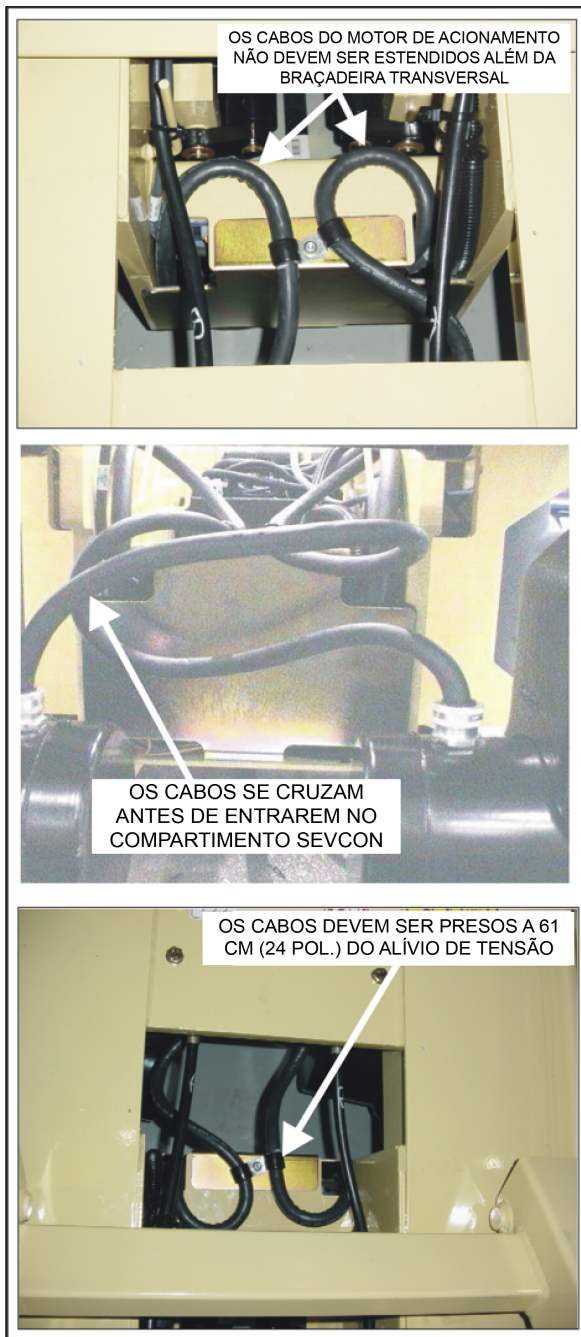 OS CABOS DO MOTOR DE ACIONAMENTO
NÃO DEVEM SER ESTENDIDOS ALÉM DA
BRAÇADEIRA TRANSVERSAL
OS CABOS SE CRUZAM
ANTES DE ENTRAREM NO
COMPARTIMENTO SEVCON
OS CABOS DEVEM SER PRESOS A 61
CM (24 POL.) DO ALÍVIO DE TENSÃO